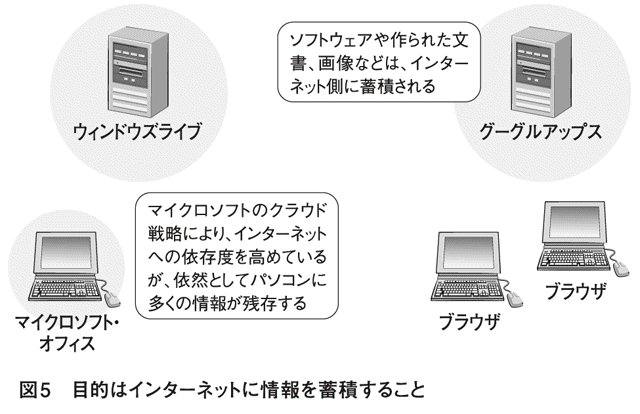 ソフトウェアや作られた文
書、画像などは、インター
ネット側に蓄積される
ウィンドウズライブ
グーグルアップス
マイクロソフトのクラウド
戦略により、インターネット
への依存度を高めている
が、依然としてパソコンに
多くの情報が残存する
マイクロソフト・
オフィス
ブラウザ
ブラウザ
図5 目的はインターネットに情報を蓄積すること